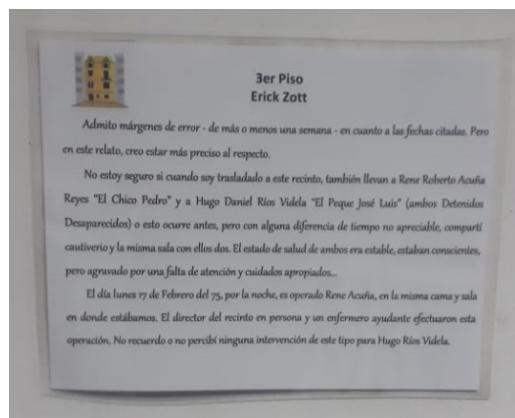 3er Piso
Erick Zott
Admito márgenes de error - de más o menos una semana - en cuanto a las fechas citadas. Pero
en este relato, creo estar más preciso al respecto.
No estoy seguro si cuando soy trasladado a este recinto, también llevan a Rene Roberto Acuña
Reyes "El Chico Pedro" y a Hugo Daniel Ríos Videla "El Peque José Luis" (ambos Detenidos
Desaparecidos) o esto ocurre antes, pero con alguna diferencia de tiempo no apreciable, compartí
cautiverio y la misma sala con ellos dos. El estado de salud de ambos era estable, estaban conscientes,
pero agravado por una falta de atención y cuidados apropiados...
El día lunes 17 de Febrero del 75, por la noche, es operado Rene Acuña, en la misma cama y sala
en donde estábamos. El director del recinto en persona y un enfermero ayudante efectuaron esta
operación. No recuerdo o no percibí ninguna intervención de este tipo para Hugo Ríos Videla.